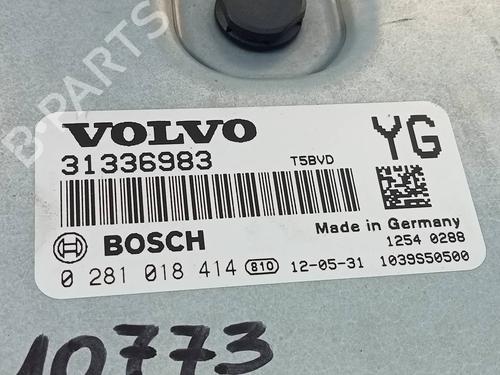 B-PARTS
VOLVO
31336983
T5BVD
YG
Made in Germany
1254 0288
BOSCH
0 281 018 414 810 12-05-31 1039S50500
10773